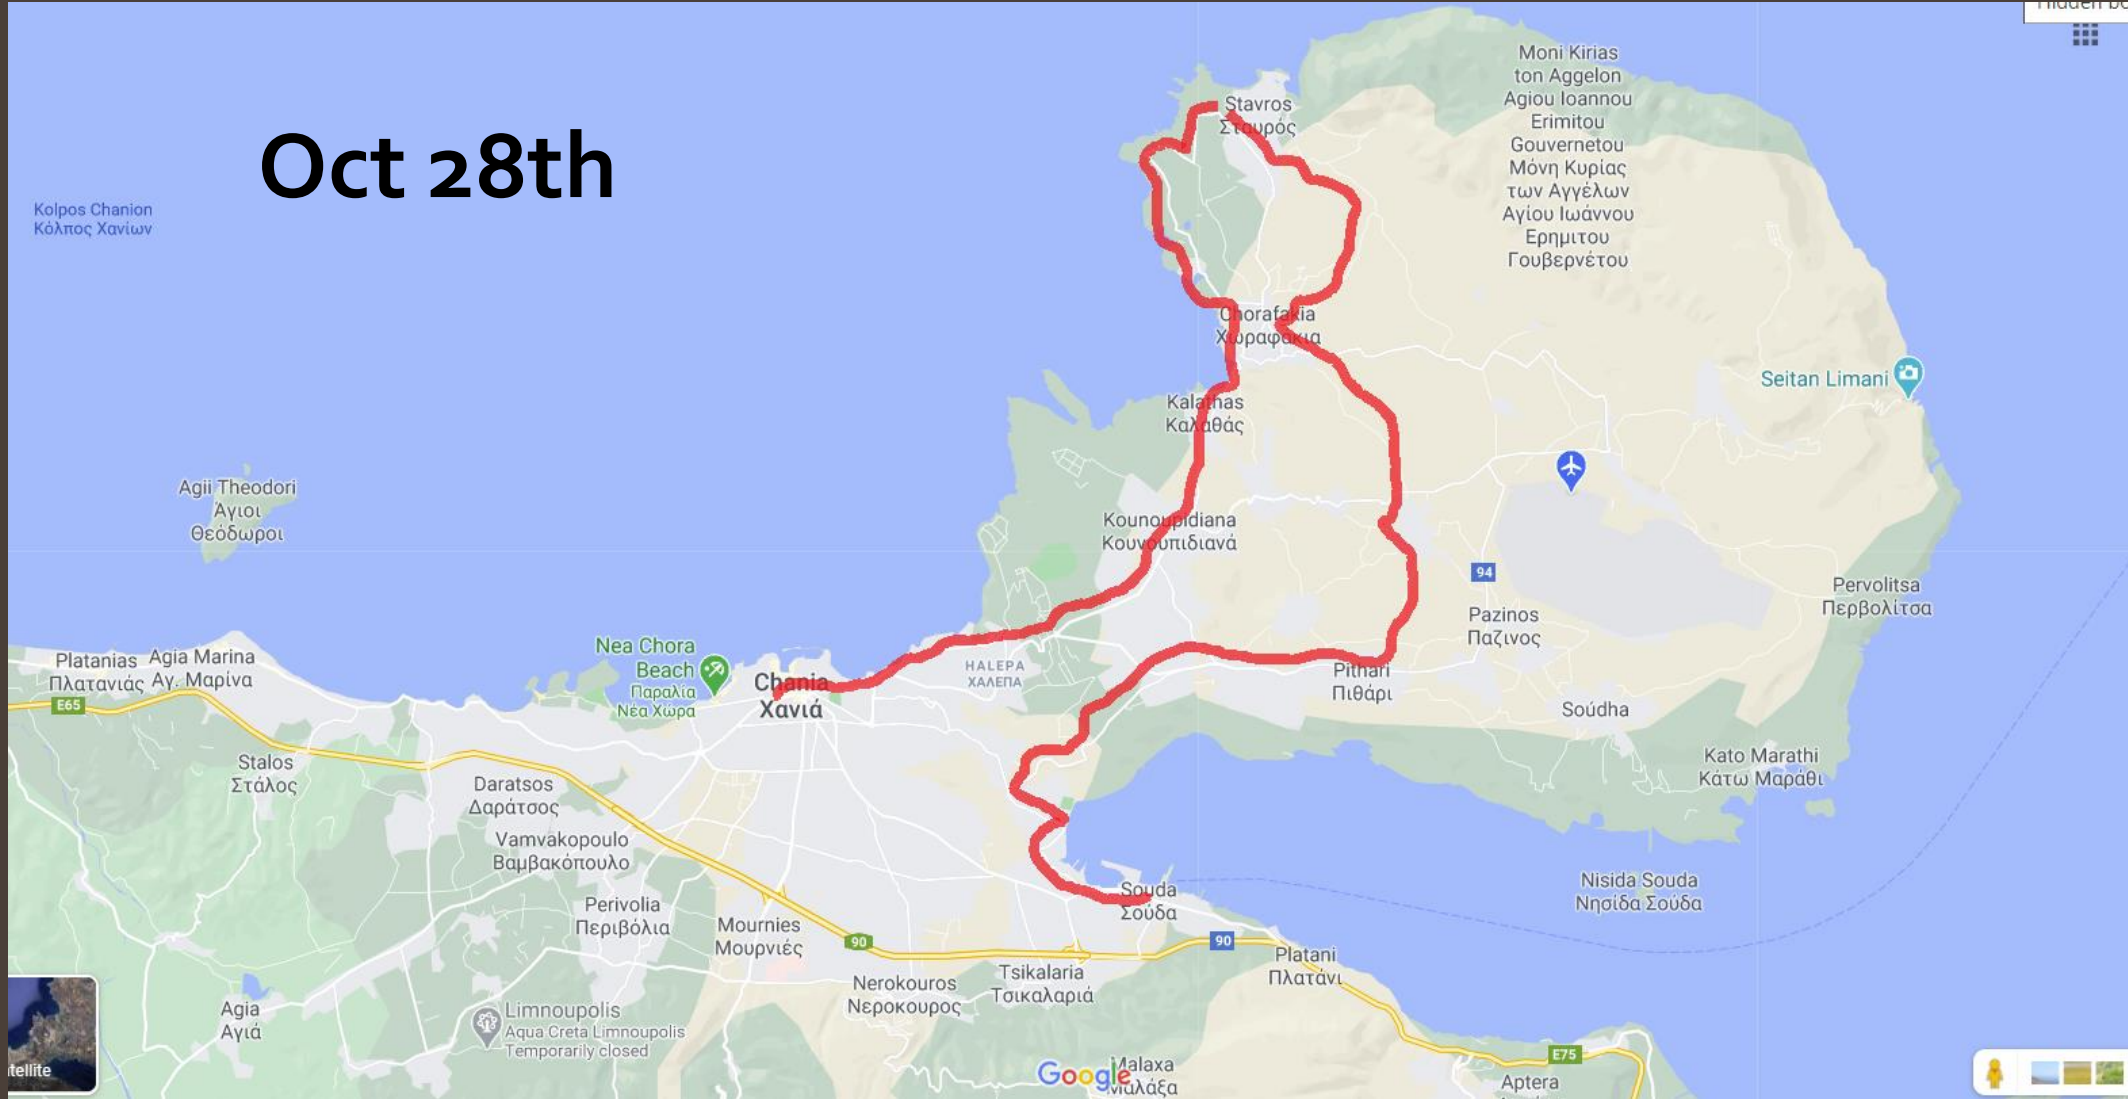 Oct 28th
Moni Kirias
ton Aggelon
Agiou Ioannou
Erimitou
Gouvernetou
Μόνη Κυρίας
των Αγγέλων
Αγίου Ιωάννου
Ερημιτου
Γουβερνέτου
Stavros
Σταυρός
Kolpos Chanion
Κόλπος Χανίων
Chorafakia
Χωραφάκια
Seitan Limani
Kalathas
Καλαθάς
Agii Theodori
Άγιοι
Θεόδωροι
Kounoupidiana
Κουνουπιδιανά
94
Pervolitsa
Περβολίτσα
Pazinos
Παζινος
Nea Chora
Beach
Παραλία
Νέα Χώρα
Platanias
Πλατανιάς
Agia Marina
Αγ. Μαρίνα
HALEPA
ΧΑΛΕΠΑ
Chania
Χανιά
Pithari
Πιθάρι
E65
Soúdha
Stalos
Στάλος
Daratsos
Δαράτσος
Kato Marathi
Κάτω Μαράθι
Vamvakopoulo
Βαμβακόπουλο
Souda
Σούδα
Nisida Souda
Νησίδα Σούδα
Perivolia
Περιβόλια
Mournies
Μουρνιές
90
90
Platani
Πλατάνι
Tsikalaria
Τσικαλαριά
Nerokouros
Νεροκουρος
Agia
Αγιά
Limnoupolis
Aqua Creta Limnoupolis
Temporarily closed
Google
Malaxa
Μαλάξα
E75
Aptera